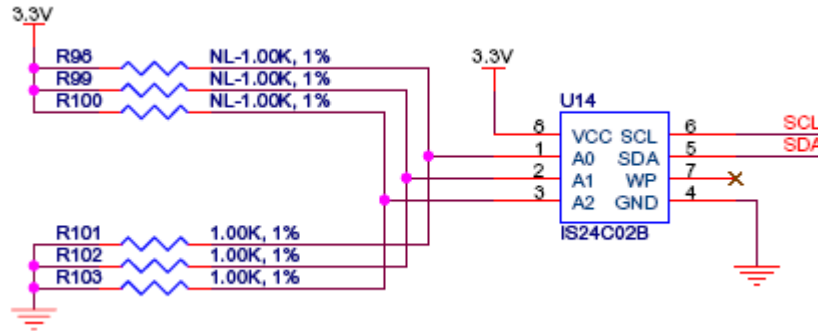 3.3V
R98 NL-1.00K, 1%
R99 NL-1.00K, 1%
R100 NL-1.00K, 1%
3.3V
U14
8 VCC SCL 6 SCL
1 A0 SDA 5 SDA
2 A1 WP 7
3 A2 GND 4
IS24C02B
R101 1.00K, 1%
R102 1.00K, 1%
R103 1.00K, 1%